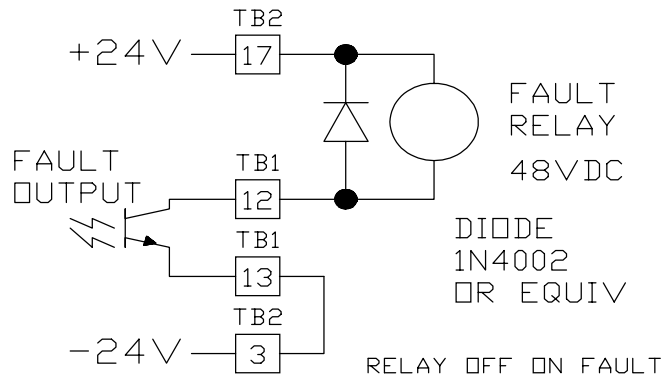 TB2
+24V 17
FAULT
RELAY
48VDC
FAULT
OUTPUT
TB1
12
DIODE
1N4002
OR EQUIV
TB1
13
TB2
-24V 3
RELAY OFF ON FAULT